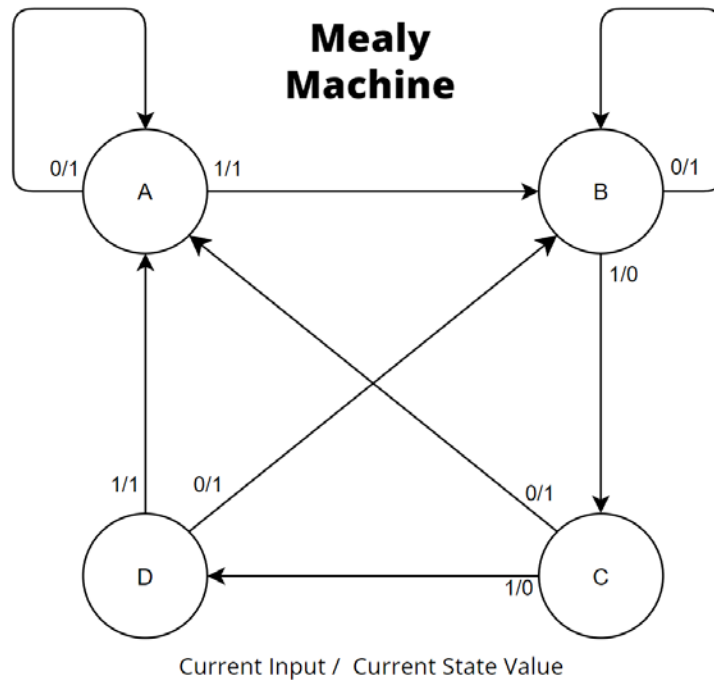 Mealy
Machine
0/1
A
1/1
B
0/1
1/0
1/1
0/1
0/1
D
1/0
C
Current Input /  Current State Value